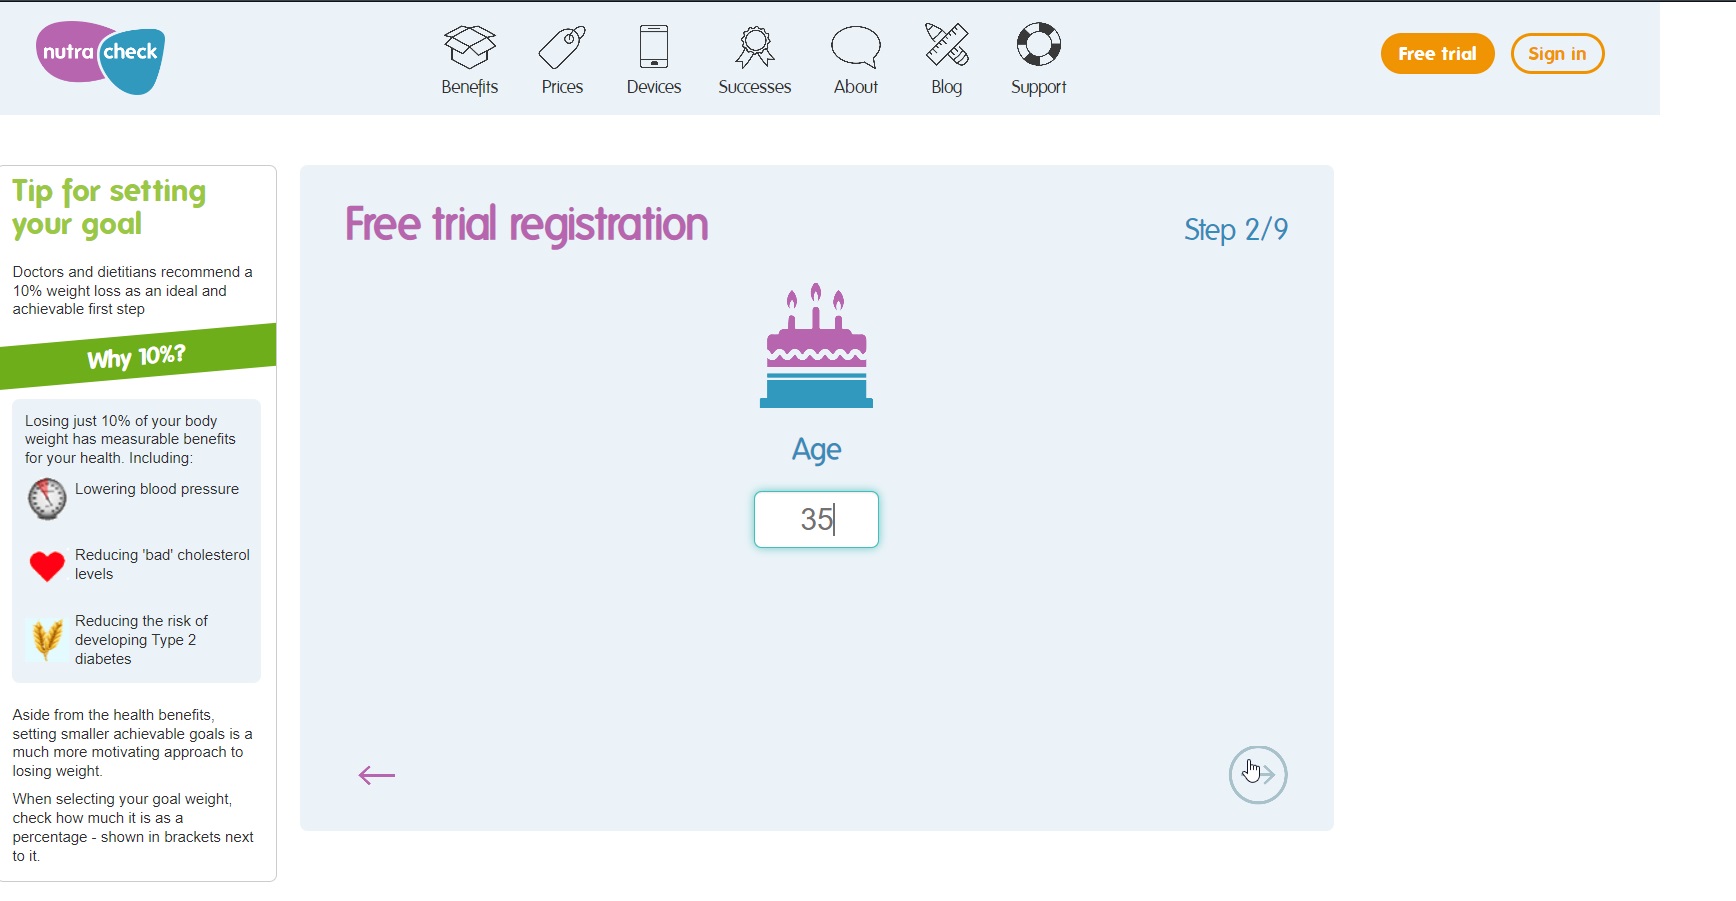 nutra check
Benefits
Prices
Devices
Successes
About
Blog
Support
Free trial
Sign in
Tip for setting
your goal
Doctors and dietitians recommend a
10% weight loss as an ideal and
achievable first step
Why 10%?
Losing just 10% of your body
weight has measurable benefits
for your health. Including:
Lowering blood pressure
Reducing 'bad' cholesterol
levels
Reducing the risk of
developing Type 2
diabetes
Aside from the health benefits,
setting smaller achievable goals is a
much more motivating approach to
losing weight.
When selecting your goal weight,
check how much it is as a
percentage - shown in brackets next
to it.
Free trial registration
Step 2/9
Age
35